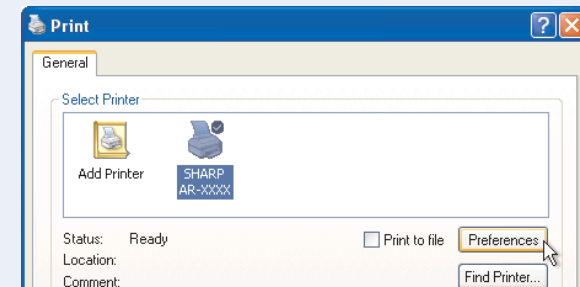 Print
General
Select Printer
Add Printer
SHARP
AR-XXXX
Status: Ready
Print to file
Preferences
Location:
Find Printer...
Comment: